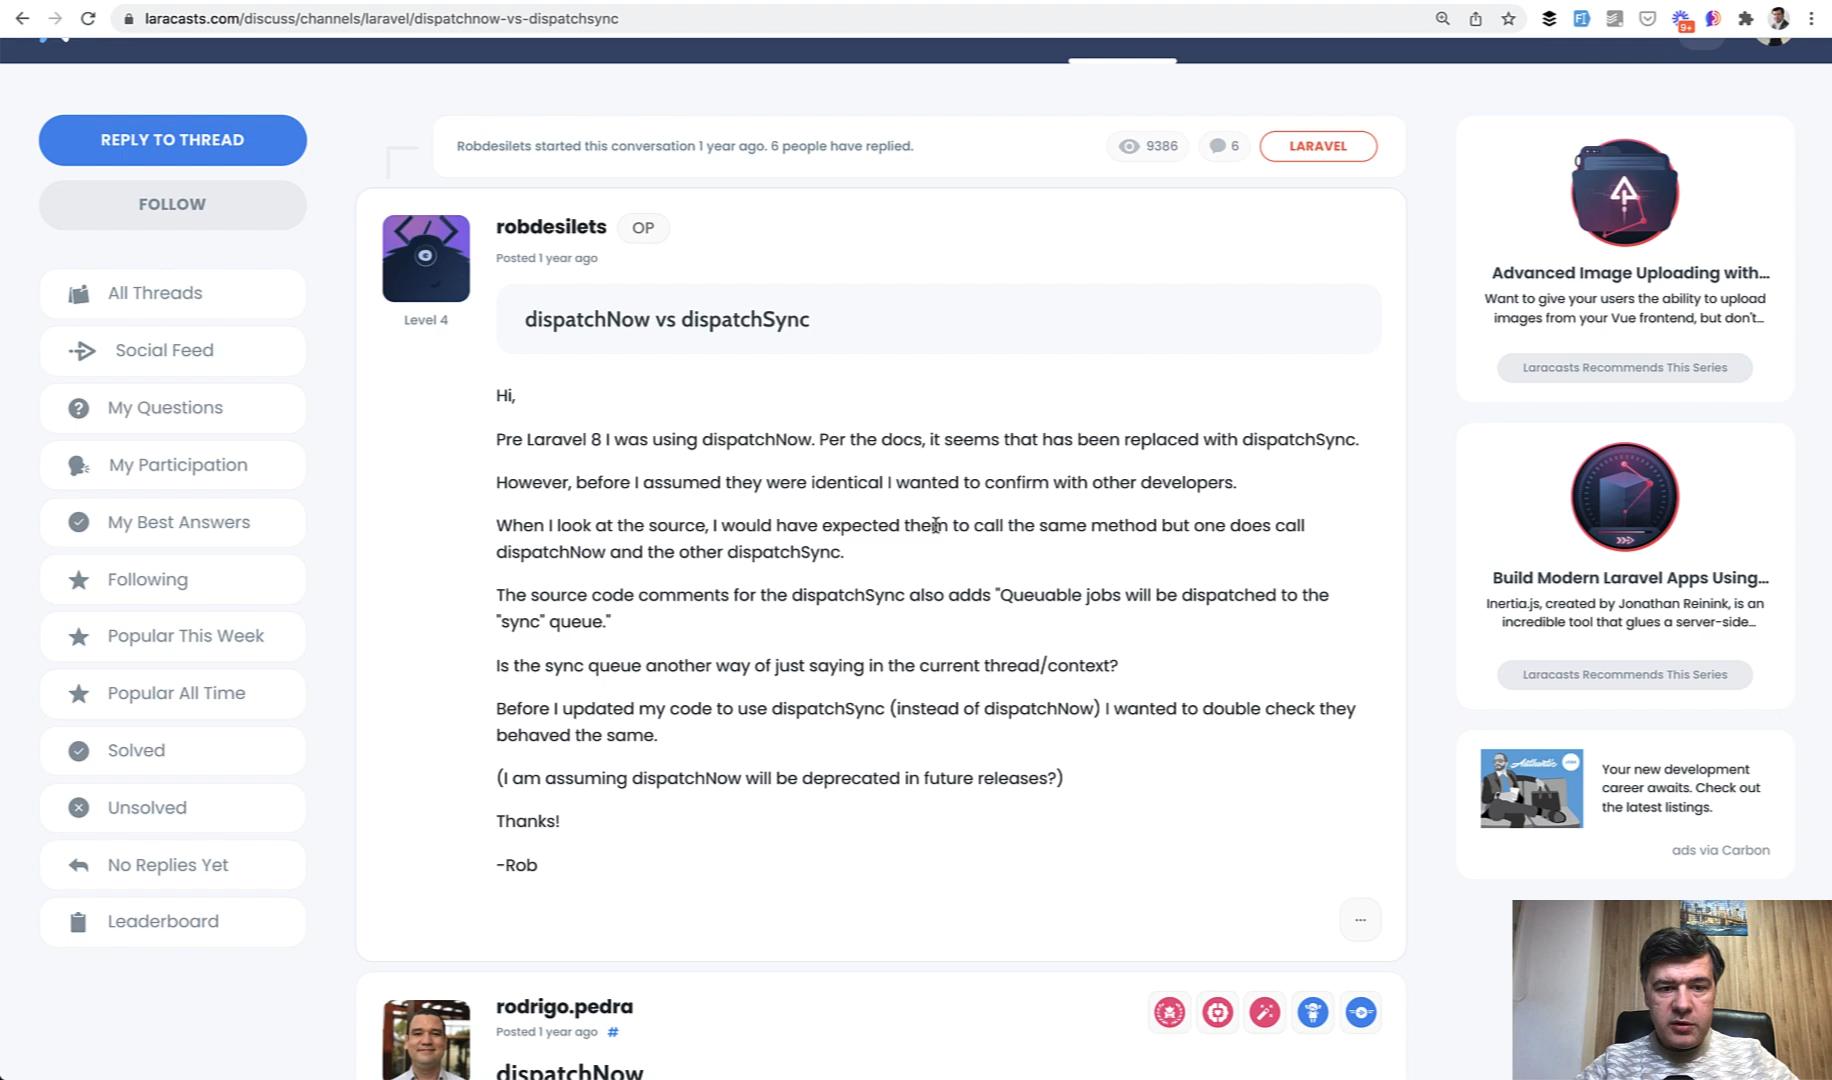 laracasts.com/discuss/channels/laravel/dispatchnow-vs-dispatchsync
9+
REPLY TO THREAD
FOLLOW
All Threads
Social Feed
My Questions
My Participation
My Best Answers
Following
Popular This Week
Popular All Time
Solved
Unsolved
No Replies Yet
Leaderboard
Robdesilets started this conversation 1 year ago. 6 people have replied.
9386
6
LARAVEL
robdesilets
OP
Posted 1 year ago
Level 4
dispatchNow vs dispatchSync
Hi,
Pre Laravel 8 I was using dispatchNow. Per the docs, it seems that has been replaced with dispatchSync.
However, before I assumed they were identical I wanted to confirm with other developers.
When I look at the source, I would have expected them to call the same method but one does call
dispatchNow and the other dispatchSync.
The source code comments for the dispatchSync also adds "Queuable jobs will be dispatched to the
"sync" queue."
Is the sync queue another way of just saying in the current thread/context?
Before I updated my code to use dispatchSync (instead of dispatchNow) I wanted to double check they
behaved the same.
(I am assuming dispatchNow will be deprecated in future releases?)
Thanks!
-Rob
...
rodrigo.pedra
Posted 1 year ago #
dispatchNow
Advanced Image Uploading with...
Want to give your users the ability to upload
images from your Vue frontend, but don't...
Laracasts Recommends This Series
Build Modern Laravel Apps Using...
Inertia.js, created by Jonathan Reinink, is an
incredible tool that glues a server-side...
Laracasts Recommends This Series
Authentic
Your new development
career awaits. Check out
the latest listings.
ads via Carbon